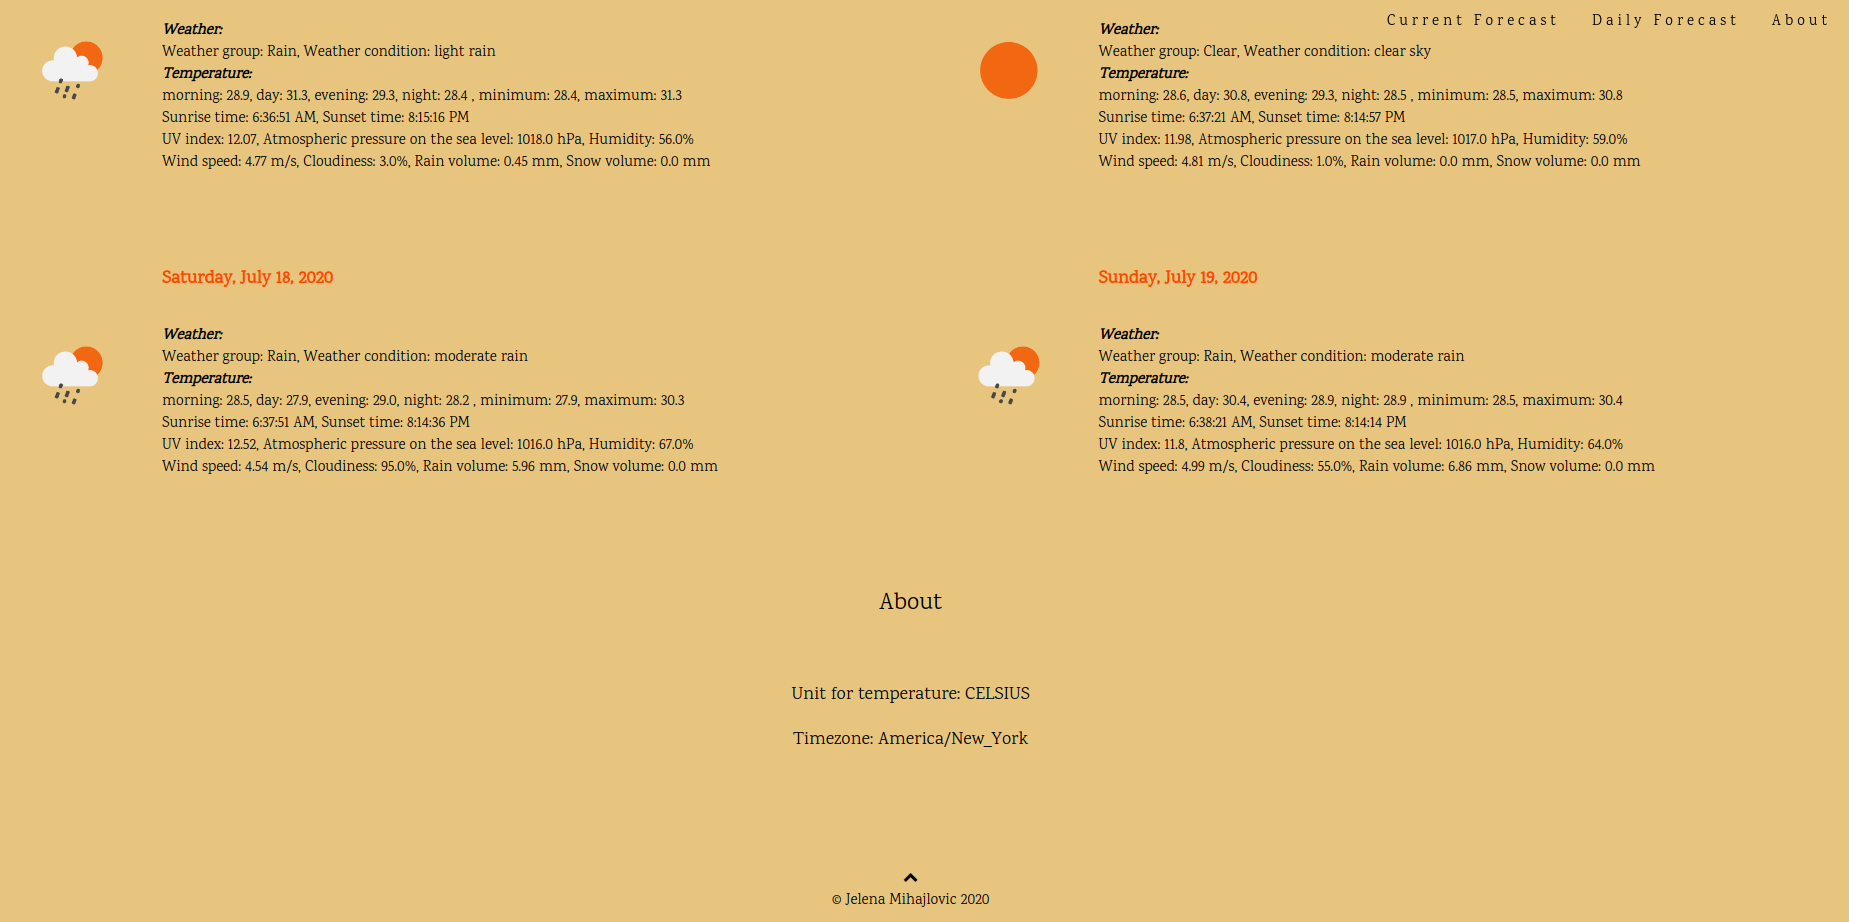 Current Forecast Daily Forecast About
Weather:
Weather group: Rain, Weather condition: light rain
Temperature:
morning: 28.9, day: 31.3, evening: 29.3, night: 28.4 , minimum: 28.4, maximum: 31.3
Sunrise time: 6:36:51 AM, Sunset time: 8:15:16 PM
UV index: 12.07, Atmospheric pressure on the sea level: 1018.0 hPa, Humidity: 56.0%
Wind speed: 4.77 m/s, Cloudiness: 3.0%, Rain volume: 0.45 mm, Snow volume: 0.0 mm
Weather:
Weather group: Clear, Weather condition: clear sky
Temperature:
morning: 28.6, day: 30.8, evening: 29.3, night: 28.5 , minimum: 28.5, maximum: 30.8
Sunrise time: 6:37:21 AM, Sunset time: 8:14:57 PM
UV index: 11.98, Atmospheric pressure on the sea level: 1017.0 hPa, Humidity: 59.0%
Wind speed: 4.81 m/s, Cloudiness: 1.0%, Rain volume: 0.0 mm, Snow volume: 0.0 mm
Saturday, July 18, 2020
Weather:
Weather group: Rain, Weather condition: moderate rain
Temperature:
morning: 28.5, day: 27.9, evening: 29.0, night: 28.2 , minimum: 27.9, maximum: 30.3
Sunrise time: 6:37:51 AM, Sunset time: 8:14:36 PM
UV index: 12.52, Atmospheric pressure on the sea level: 1016.0 hPa, Humidity: 67.0%
Wind speed: 4.54 m/s, Cloudiness: 95.0%, Rain volume: 5.96 mm, Snow volume: 0.0 mm
Sunday, July 19, 2020
Weather:
Weather group: Rain, Weather condition: moderate rain
Temperature:
morning: 28.5, day: 30.4, evening: 28.9, night: 28.9 , minimum: 28.5, maximum: 30.4
Sunrise time: 6:38:21 AM, Sunset time: 8:14:14 PM
UV index: 11.8, Atmospheric pressure on the sea level: 1016.0 hPa, Humidity: 64.0%
Wind speed: 4.99 m/s, Cloudiness: 55.0%, Rain volume: 6.86 mm, Snow volume: 0.0 mm
About
Unit for temperature: CELSIUS
Timezone: America/New_York
© Jelena Mihajlovic 2020